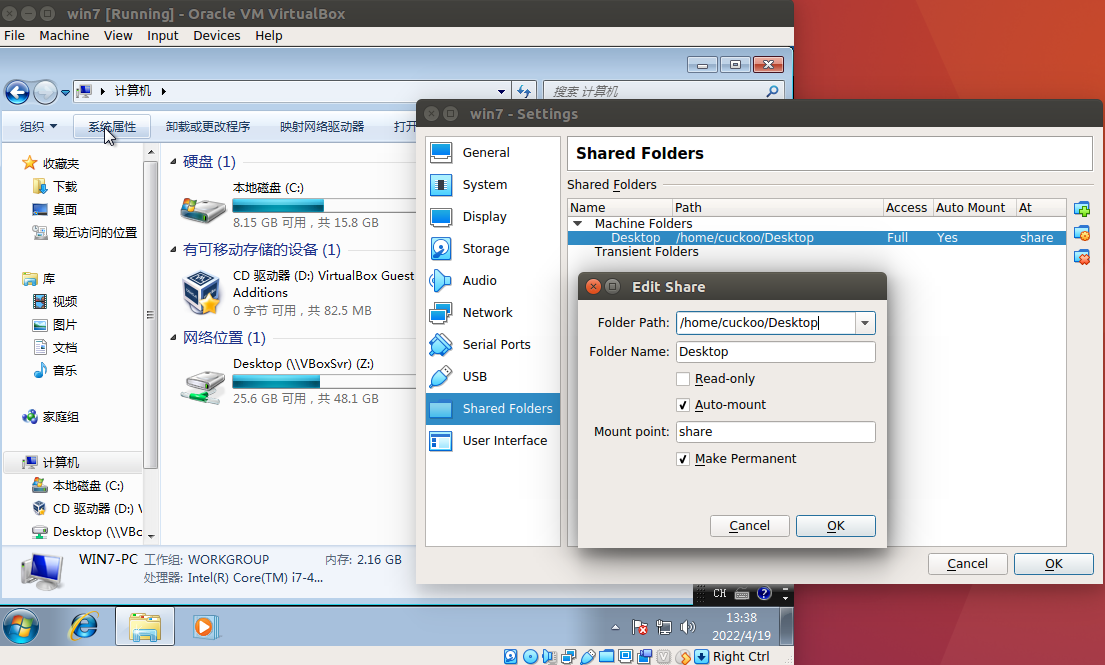 win7 [Running] - Oracle VM VirtualBox
File Machine View Input Devices Help
计算机
搜索 计算机
组织 系统属性 卸载或更改程序 映射网络驱动器 打开
收藏夹
下载
桌面
最近访问的位置
库
视频
图片
文档
音乐
家庭组
计算机
本地磁盘 (C:)
CD 驱动器 (D:) V
Desktop (\\VBc
硬盘 (1)
本地磁盘 (C:)
8.15 GB 可用，共 15.8 GB
有可移动存储的设备 (1)
CD 驱动器 (D:) VirtualBox Guest
Additions
0 字节 可用，共 82.5 MB
网络位置 (1)
Desktop (\\VBoxSvr) (Z:)
25.6 GB 可用，共 48.1 GB
WIN7-PC 工作组: WORKGROUP 内存: 2.16 GB
处理器: Intel(R) Core(TM) i7-4...
win7 - Settings
General
System
Display
Storage
Audio
Network
Serial Ports
USB
Shared Folders
User Interface
Shared Folders
Shared Folders
Name Path Access Auto Mount At
Machine Folders
Desktop /home/cuckoo/Desktop Full Yes share
Transient Folders
Edit Share
Folder Path: /home/cuckoo/Desktop
Folder Name: Desktop
Read-only
Auto-mount
Mount point: share
Make Permanent
Cancel OK
Cancel OK
CH
13:38
2022/4/19
Right Ctrl